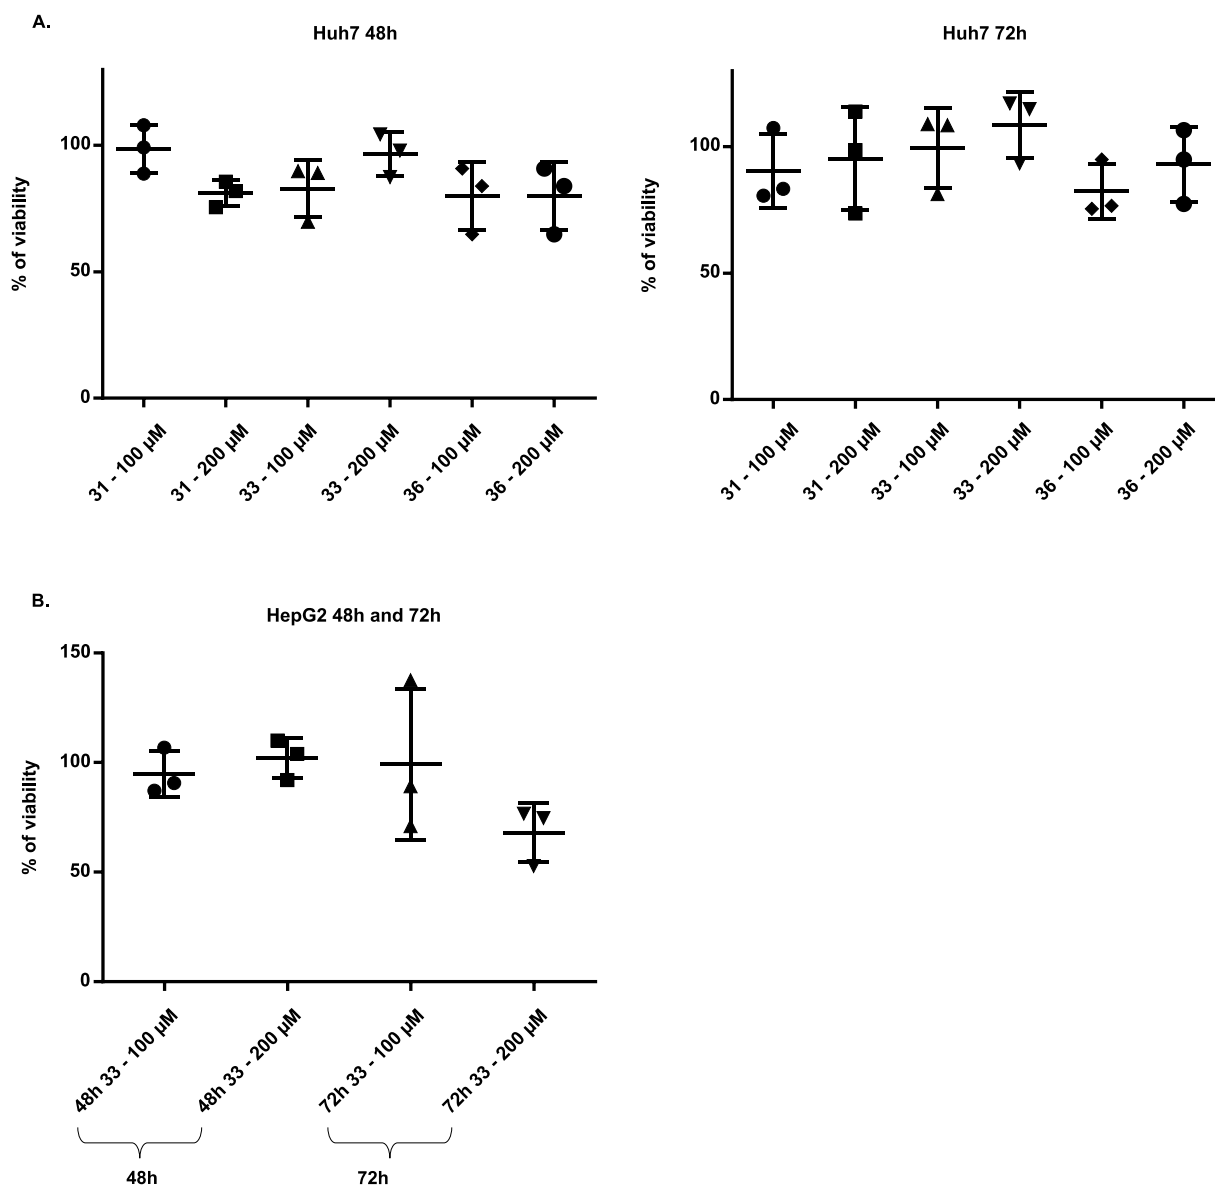 A.
Huh7 48h
% of viability
100
50
0
31 - 100 µM
31 - 200 µM
33 - 100 µM
33 - 200 µM
36 - 100 µM
36 - 200 µM
Huh7 72h
% of viability
100
50
0
31 - 100 µM
31 - 200 µM
33 - 100 µM
33 - 200 µM
36 - 100 µM
36 - 200 µM
B.
HepG2 48h and 72h
% of viability
150
100
50
0
48h 33 - 100 µM
48h 33 - 200 µM
72h 33 - 100 µM
72h 33 - 200 µM
48h
72h